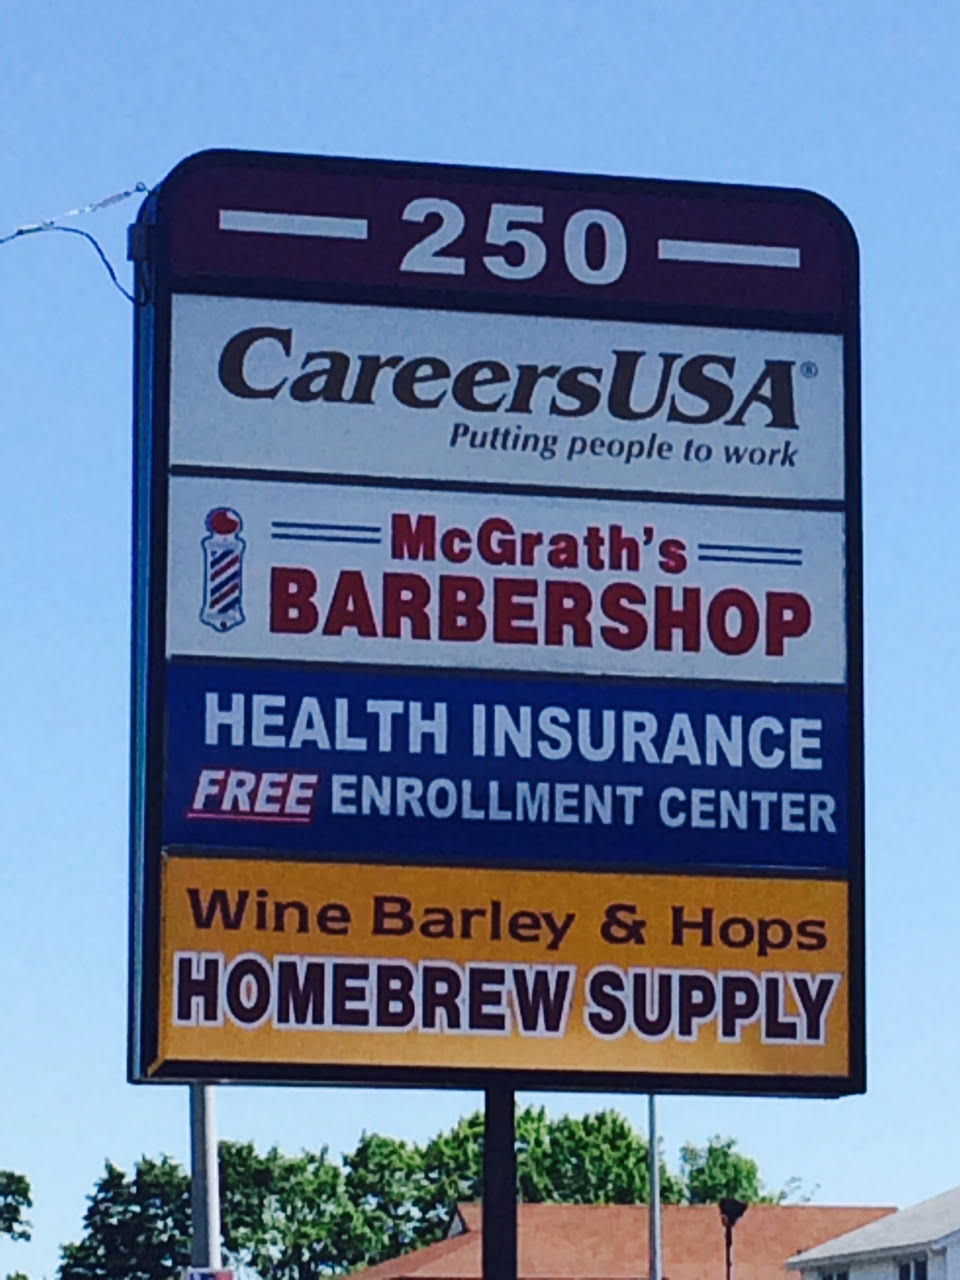 250
CareersUSA®
Putting people to work
McGrath's
BARBERSHOP
HEALTH INSURANCE
FREE ENROLLMENT CENTER
Wine Barley & Hops
HOMEBREW SUPPLY